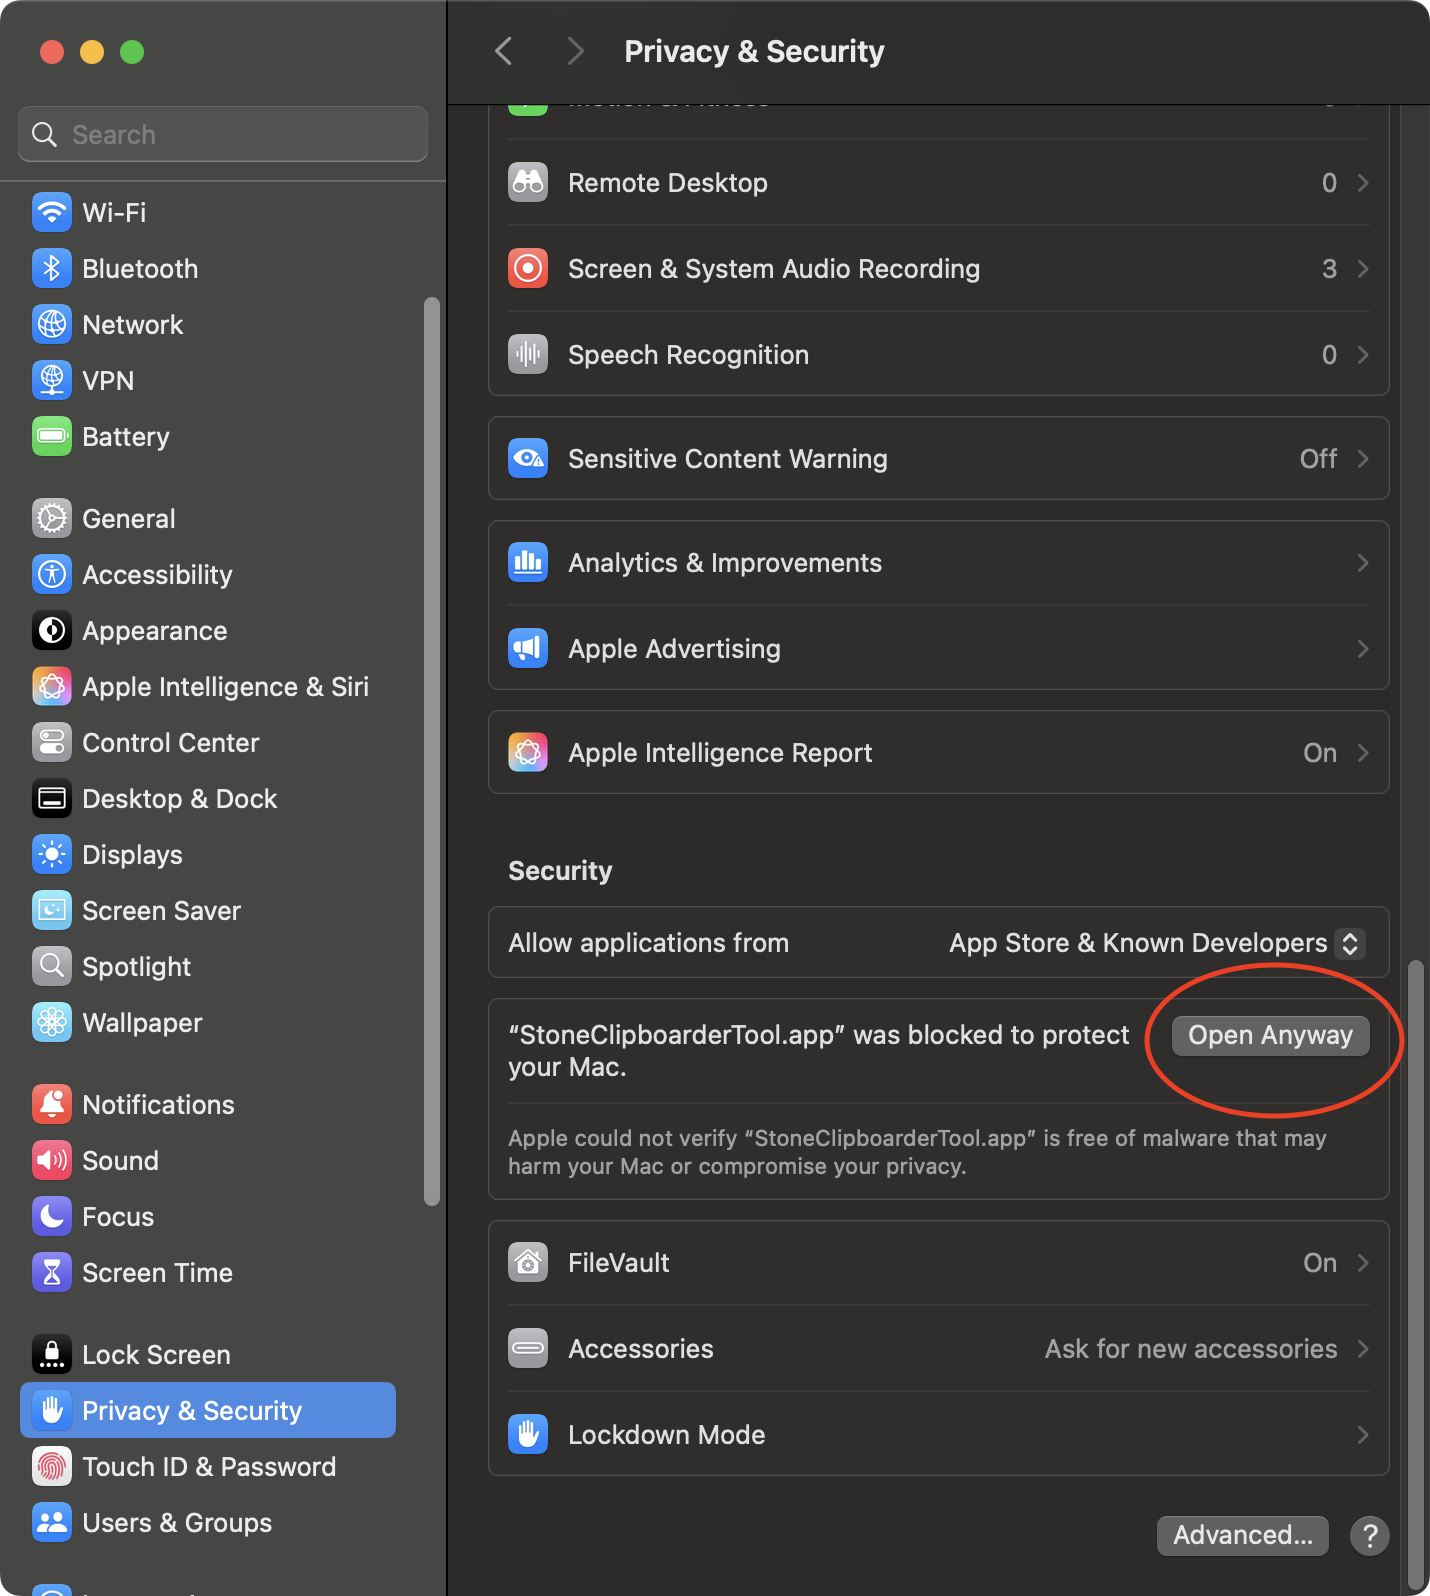 Privacy & Security
Search
Wi-Fi
Bluetooth
Network
VPN
Battery
General
Accessibility
Appearance
Apple Intelligence & Siri
Control Center
Desktop & Dock
Displays
Screen Saver
Spotlight
Wallpaper
Notifications
Sound
Focus
Screen Time
Lock Screen
Privacy & Security
Touch ID & Password
Users & Groups
Remote Desktop 0
Screen & System Audio Recording 3
Speech Recognition 0
Sensitive Content Warning Off
Analytics & Improvements
Apple Advertising
Apple Intelligence Report On
Security
Allow applications from App Store & Known Developers
“StoneClipboarderTool.app” was blocked to protect Open Anyway
your Mac.
Apple could not verify “StoneClipboarderTool.app” is free of malware that may
harm your Mac or compromise your privacy.
FileVault On
Accessories Ask for new accessories
Lockdown Mode
Advanced... ?